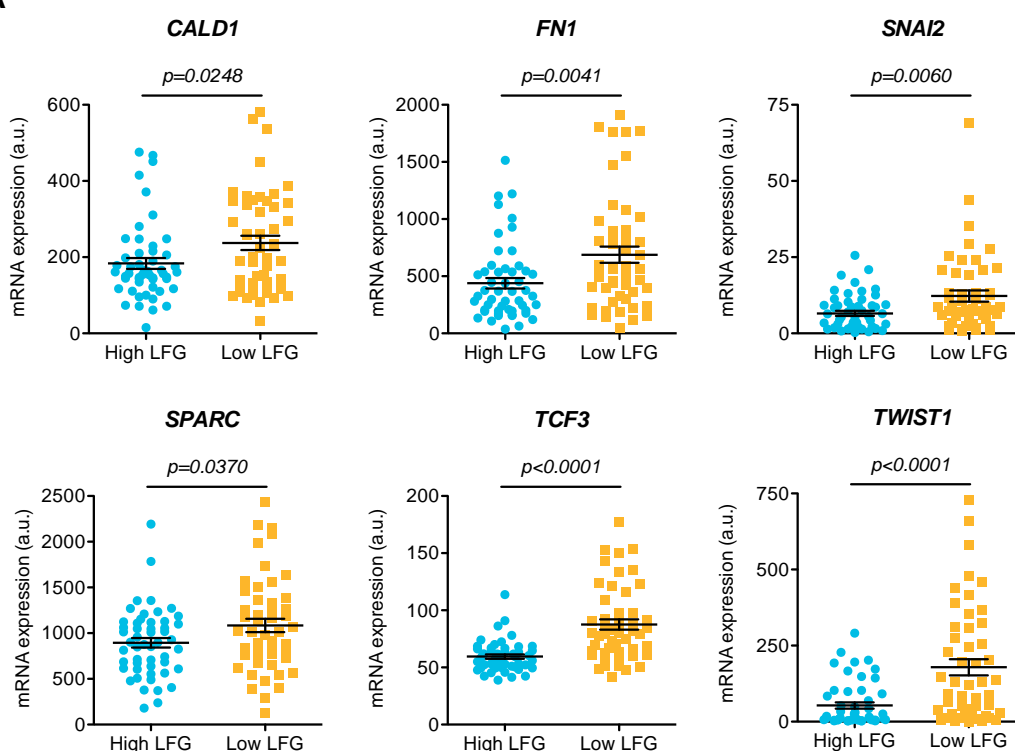 CALD1
p=0.0248
mRNA expression (a.u.)
600
400
200
0
High LFG Low LFG
FN1
p=0.0041
mRNA expression (a.u.)
2000
1500
1000
500
0
High LFG Low LFG
SNAI2
p=0.0060
mRNA expression (a.u.)
75
50
25
0
High LFG Low LFG
SPARC
p=0.0370
mRNA expression (a.u.)
2500
2000
1500
1000
500
0
High LFG Low LFG
TCF3
p<0.0001
mRNA expression (a.u.)
200
150
100
50
0
High LFG Low LFG
TWIST1
p<0.0001
mRNA expression (a.u.)
750
500
250
0
High LFG Low LFG